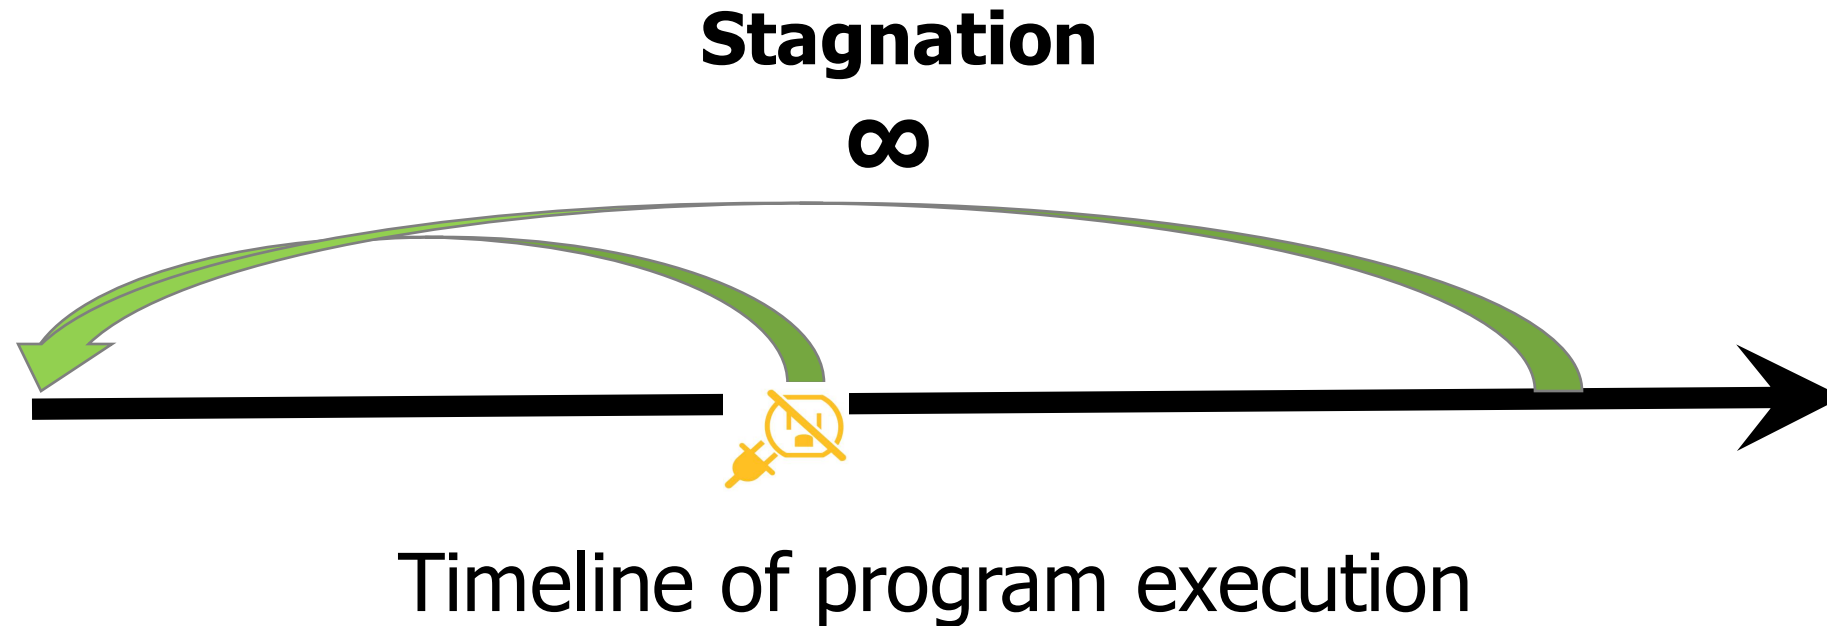 Stagnation
∞
Timeline of program execution